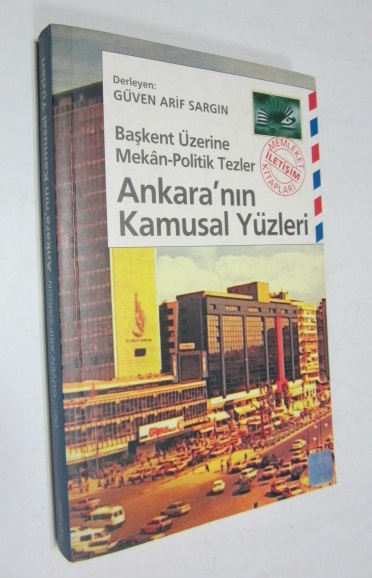 Derleyen:
GÜVEN ARİF SARGIN
Başkent Üzerine
Mekân-Politik Tezler
Ankara'nın
Kamusal Yüzleri
MEMLEKET
İLETİŞİM
KİTAPLARI
GÜVEN ARİF SARGIN Ankara'nın Kamusal Yüzleri